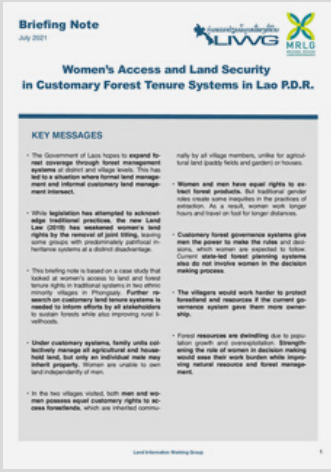 Briefing Note
July 2021
LIWG
MRLG
Women's Access and Land Security
in Customary Forest Tenure Systems in Lao P.D.R.
KEY MESSAGES
• The Government of Laos hopes to expand fo-
rest coverage through forest management
systems at district and village levels. This has
led to a situation where formal land manage-
ment and informal customary land manage-
ment intersect.
• While legislation has attempted to acknowl-
edge traditional practices, the new Land
Law (2019) has weakened women's land
rights by the removal of joint titling, leaving
some groups with predominately patrilocal in-
heritance systems at a distinct disadvantage.
• This briefing note is based on a case study that
looked at women's access to land and forest
tenure rights in traditional systems in two ethnic
minority villages in Phongsaly. Further re-
search on customary land tenure systems is
needed to inform efforts by all stakeholders
to sustain forests while also improving rural li-
velihoods.
• Under customary systems, family units col-
lectively manage all agricultural and house-
hold land, but only an individual male may
inherit property. Women are unable to own
land independently of men.
• In the two villages visited, both men and wo-
men possess equal customary rights to ac-
cess forestlands, which are inherited commu-
nally by all village members, unlike for agricul-
tural land (paddy fields and garden) or houses.
• Women and men have equal rights to ex-
tract forest products. But traditional gender
roles create some inequities in the practices of
extraction. As a result, women work longer
hours and travel on foot for longer distances.
• Customary forest governance systems give
men the power to make the rules and deci-
sions, which women are expected to follow.
Current state-led forest planning systems
also do not involve women in the decision
making process.
• The villagers would work harder to protect
forestland and resources if the current go-
vernance system gave them more owner-
ship.
• Forest resources are dwindling due to popu-
lation growth and overexploitation. Strength-
ening the role of women in decision making
would ease their work burden while impro-
ving natural resource and forest manage-
ment.
Land Information Working Group
1